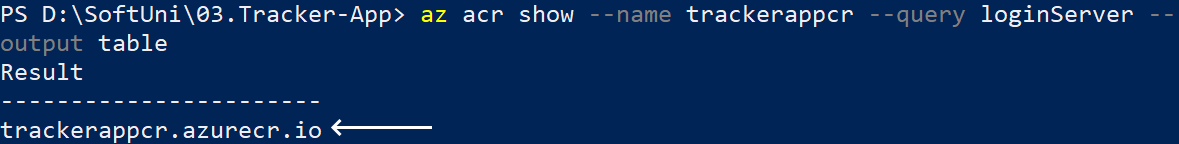 PS D:\SoftUni\03.Tracker-App> az acr show --name trackerappcr --query loginServer --
output table
Result
-----------------------
trackerappcr.azurecr.io